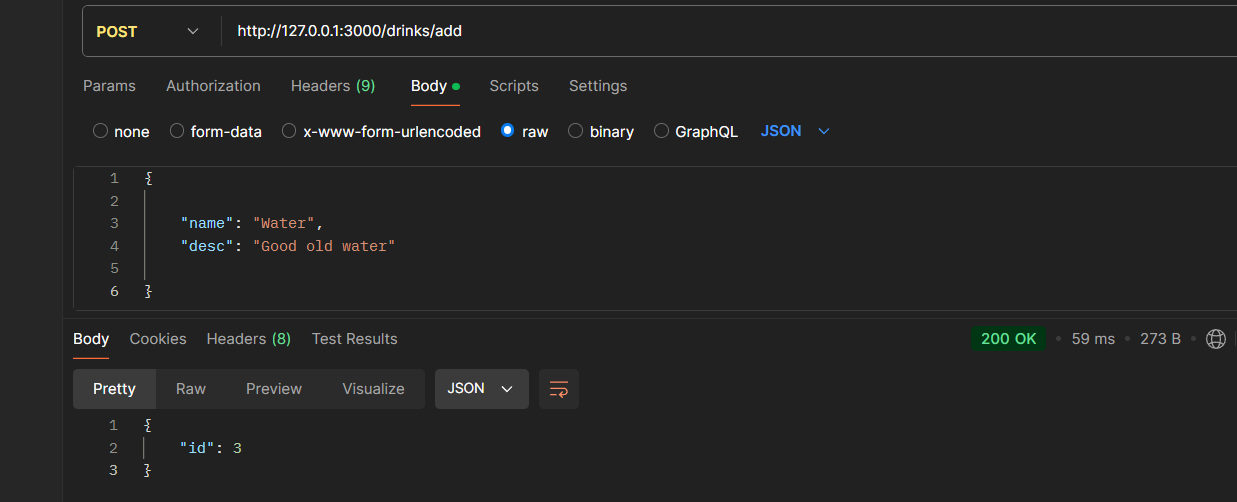 POST http://127.0.0.1:3000/drinks/add
Params Authorization Headers (9) Body Scripts Settings
none form-data x-www-form-urlencoded raw binary GraphQL JSON
1 {
2
3 "name": "Water",
4 "desc": "Good old water"
5
6 }
Body Cookies Headers (8) Test Results 200 OK • 59 ms • 273 B •
Pretty Raw Preview Visualize JSON
1 {
2 "id": 3
3 }